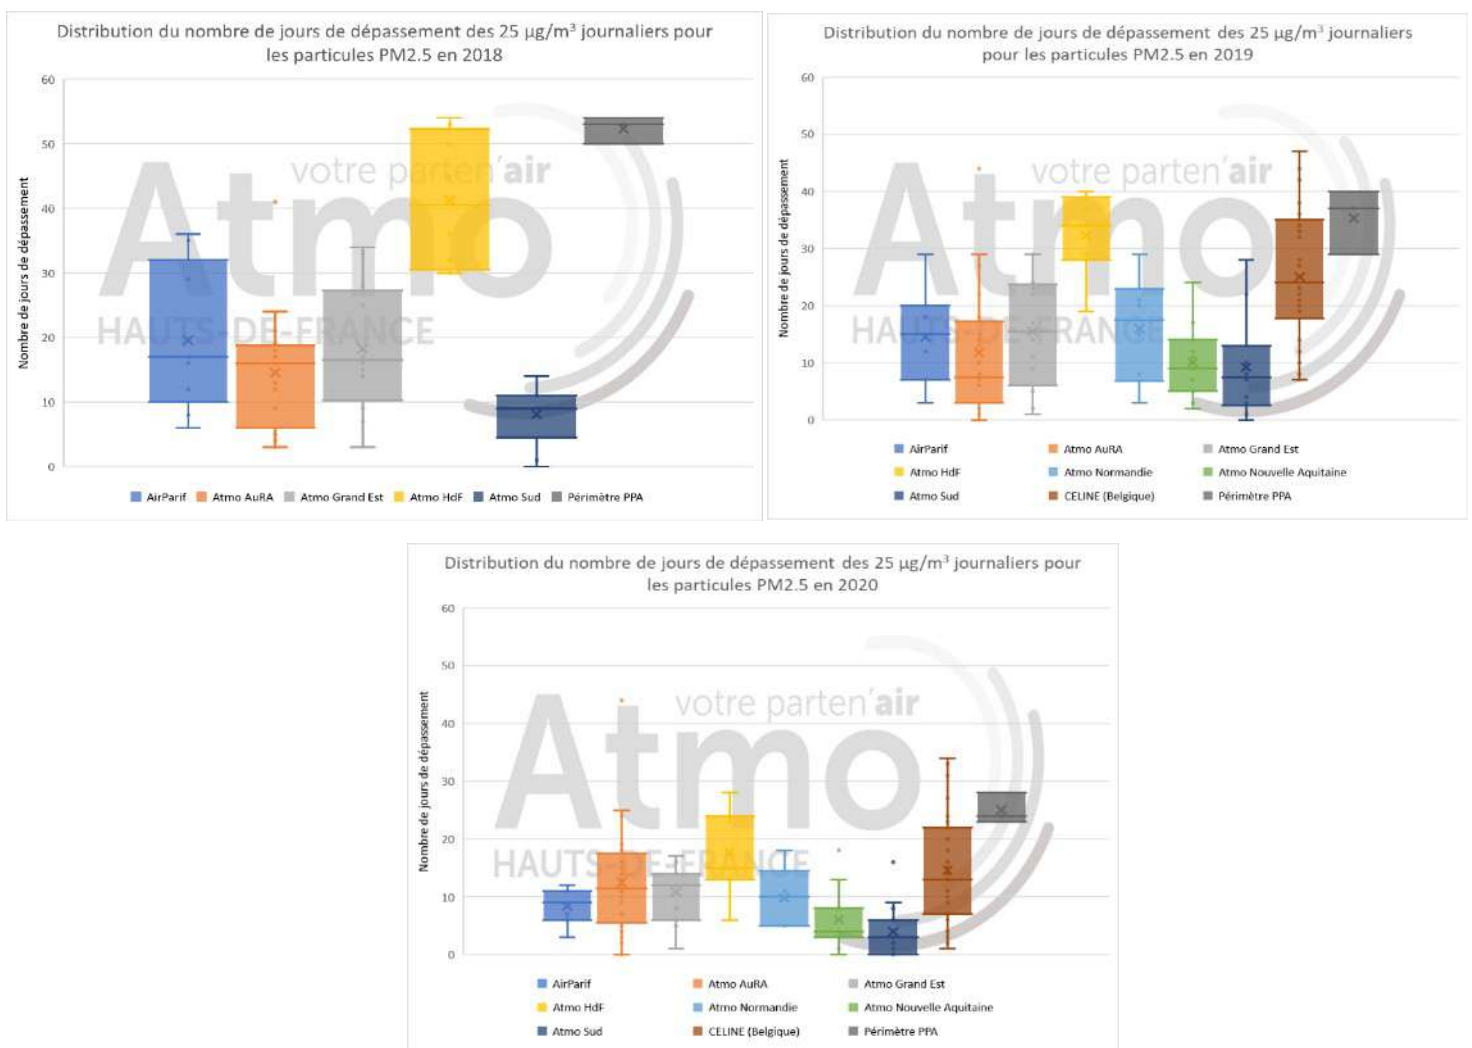 Distribution du nombre de jours de dépassement des 25 µg/m³ journaliers pour
les particules PM2.5 en 2018
60
50
40
30
20
10
0
Nombre de jours de dépassement
votre parten'air
Atmo
HAUTS-DE-FRANCE
AirParif
Atmo AuRA
Atmo Grand Est
Atmo HdF
Atmo Sud
Périmètre PPA
Distribution du nombre de jours de dépassement des 25 µg/m³ journaliers
pour les particules PM2.5 en 2019
60
50
40
30
20
10
0
Nombre de jours de dépassement
votre parten'air
Atmo
HAUTS-DE-FRANCE
AirParif
Atmo AuRA
Atmo Grand Est
Atmo HdF
Atmo Normandie
Atmo Nouvelle Aquitaine
Atmo Sud
CELINE (Belgique)
Périmètre PPA
Distribution du nombre de jours de dépassement des 25 µg/m³ journaliers pour
les particules PM2.5 en 2020
60
50
40
30
20
10
0
Nombre de jours de dépassement
votre parten'air
Atmo
HAUTS-DE-FRANCE
AirParif
Atmo AuRA
Atmo Grand Est
Atmo HdF
Atmo Normandie
Atmo Nouvelle Aquitaine
Atmo Sud
CELINE (Belgique)
Périmètre PPA